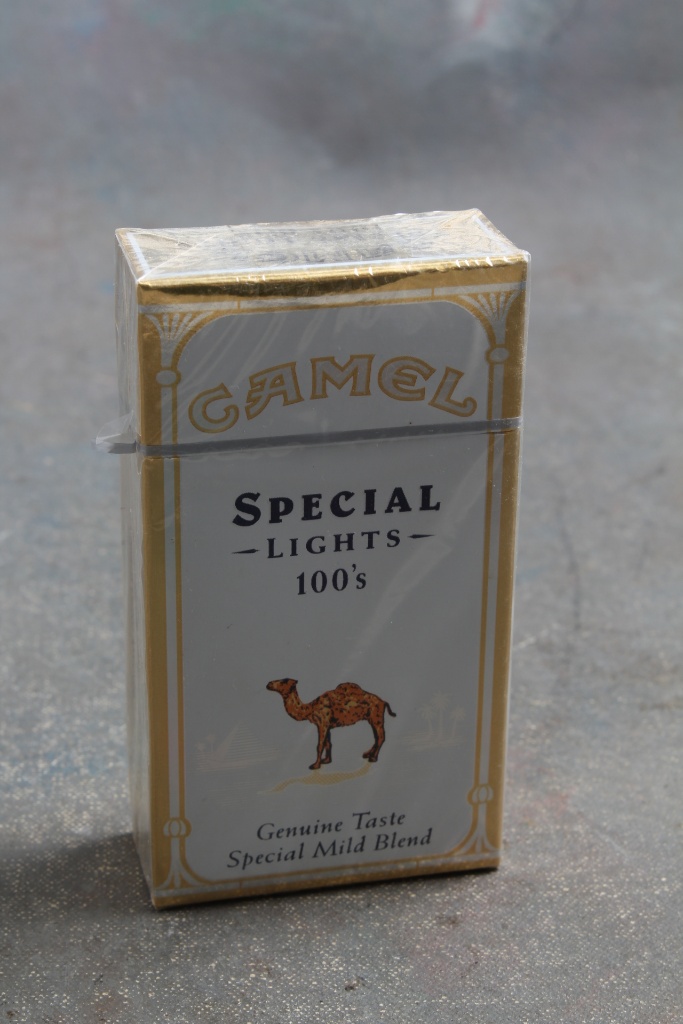 CAMEL
SPECIAL
-LIGHTS-
100's
Genuine Taste
Special Mild Blend